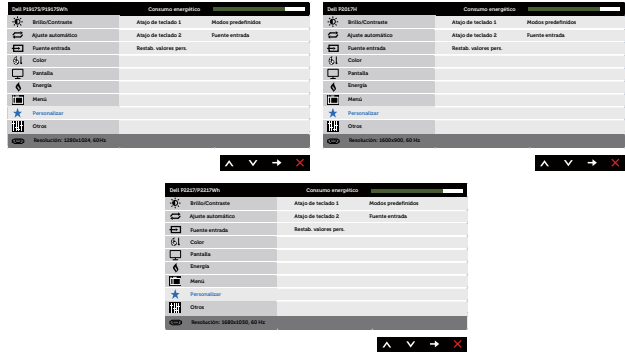 Dell P1917S/P1917SWh Consumo energético
Brillo/Contraste Atajo de teclado 1 Modos predefinidos
Ajuste automático Atajo de teclado 2 Fuente entrada
Fuente entrada Restab. valores pers.
Color
Pantalla
Energía
Menú
Personalizar
Otros
Resolución: 1280x1024, 60Hz
Dell P2017H Consumo energético
Brillo/Contraste Atajo de teclado 1 Modos predefinidos
Ajuste automático Atajo de teclado 2 Fuente entrada
Fuente entrada Restab. valores pers.
Color
Pantalla
Energía
Menú
Personalizar
Otros
Resolución: 1600x900, 60 Hz
Dell P2217/P2217Wh Consumo energético
Brillo/Contraste Atajo de teclado 1 Modos predefinidos
Ajuste automático Atajo de teclado 2 Fuente entrada
Fuente entrada Restab. valores pers.
Color
Pantalla
Energía
Menú
Personalizar
Otros
Resolución: 1680x1050, 60 Hz